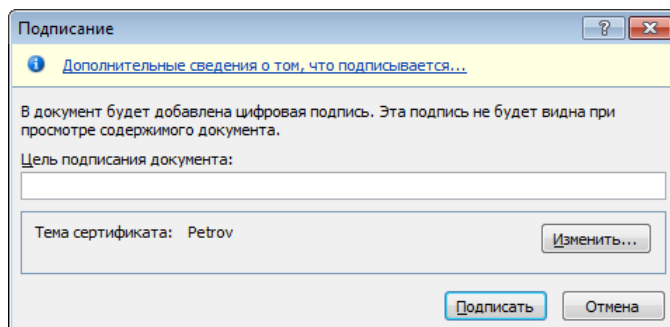 Подписание
Дополнительные сведения о том, что подписывается...
В документ будет добавлена цифровая подпись. Эта подпись не будет видна при
просмотре содержимого документа.
Цель подписания документа:
Тема сертификата: Petrov
Изменить...
Подписать Отмена